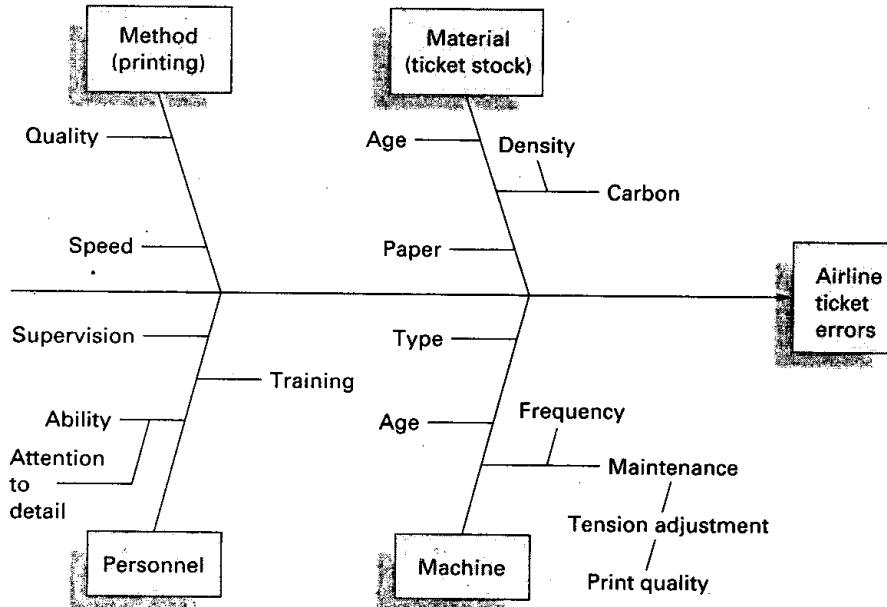 Method
(printing)
Material
(ticket stock)
Quality
Age
Density
Carbon
Speed
Paper
Airline
ticket
errors
Supervision
Type
Training
Ability
Age
Frequency
Attention
to
detail
Maintenance
Tension adjustment
Personnel
Machine
Print quality